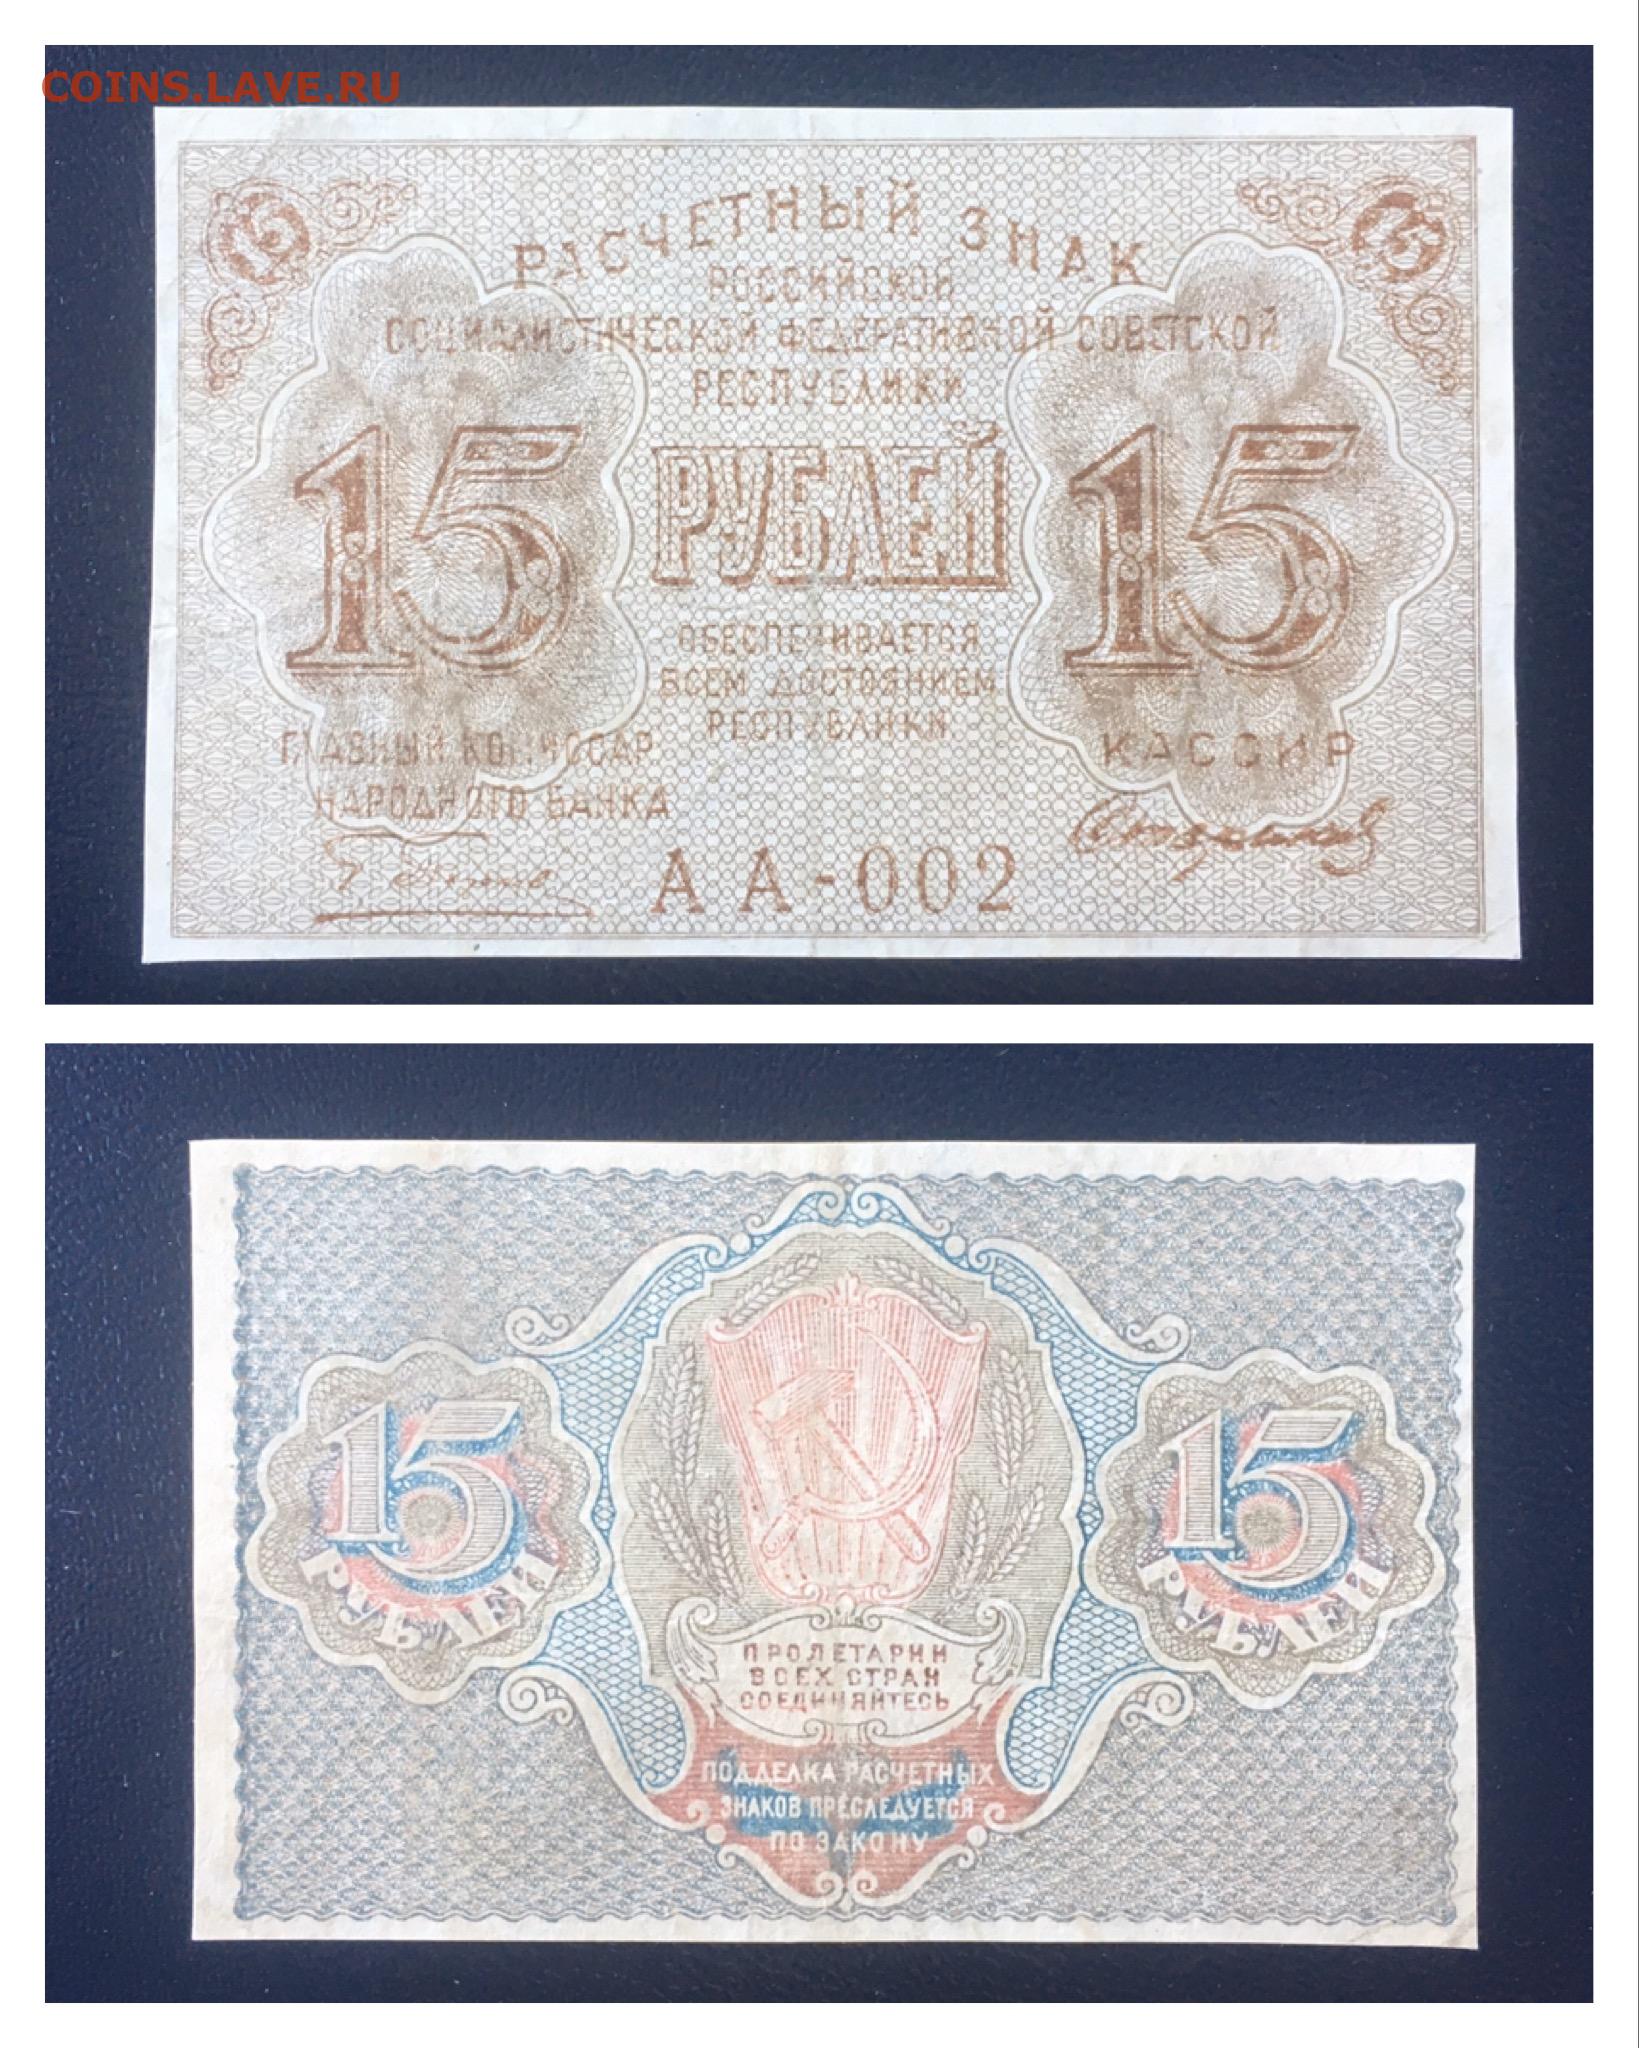 COINS.LAVE.RU
15 15
РАСЧЕТНЫЙ ЗНАК
РОССИЙСКОЙ
СОЦИАЛИСТИЧЕСКОЙ ФЕДЕРАТИВНОЙ СОВЕТСКОЙ
РЕСПУБЛИКИ
15 РУБЛЕЙ 15
ОБЕСПЕЧИВАЕТСЯ
ВСЕМ ДОСТОЯНИЕМ
РЕСПУБЛИКИ
ГЛАВНЫЙ КОМИССАР
НАРОДНОГО БАНКА
КАССИР
АА-002
15 РУБЛЕЙ
15 РУБЛЕЙ
ПРОЛЕТАРИИ
ВСЕХ СТРАН
СОЕДИНЯЙТЕСЬ
ПОДДЕЛКА РАСЧЕТНЫХ
ЗНАКОВ ПРЕСЛЕДУЕТСЯ
ПО ЗАКОНУ